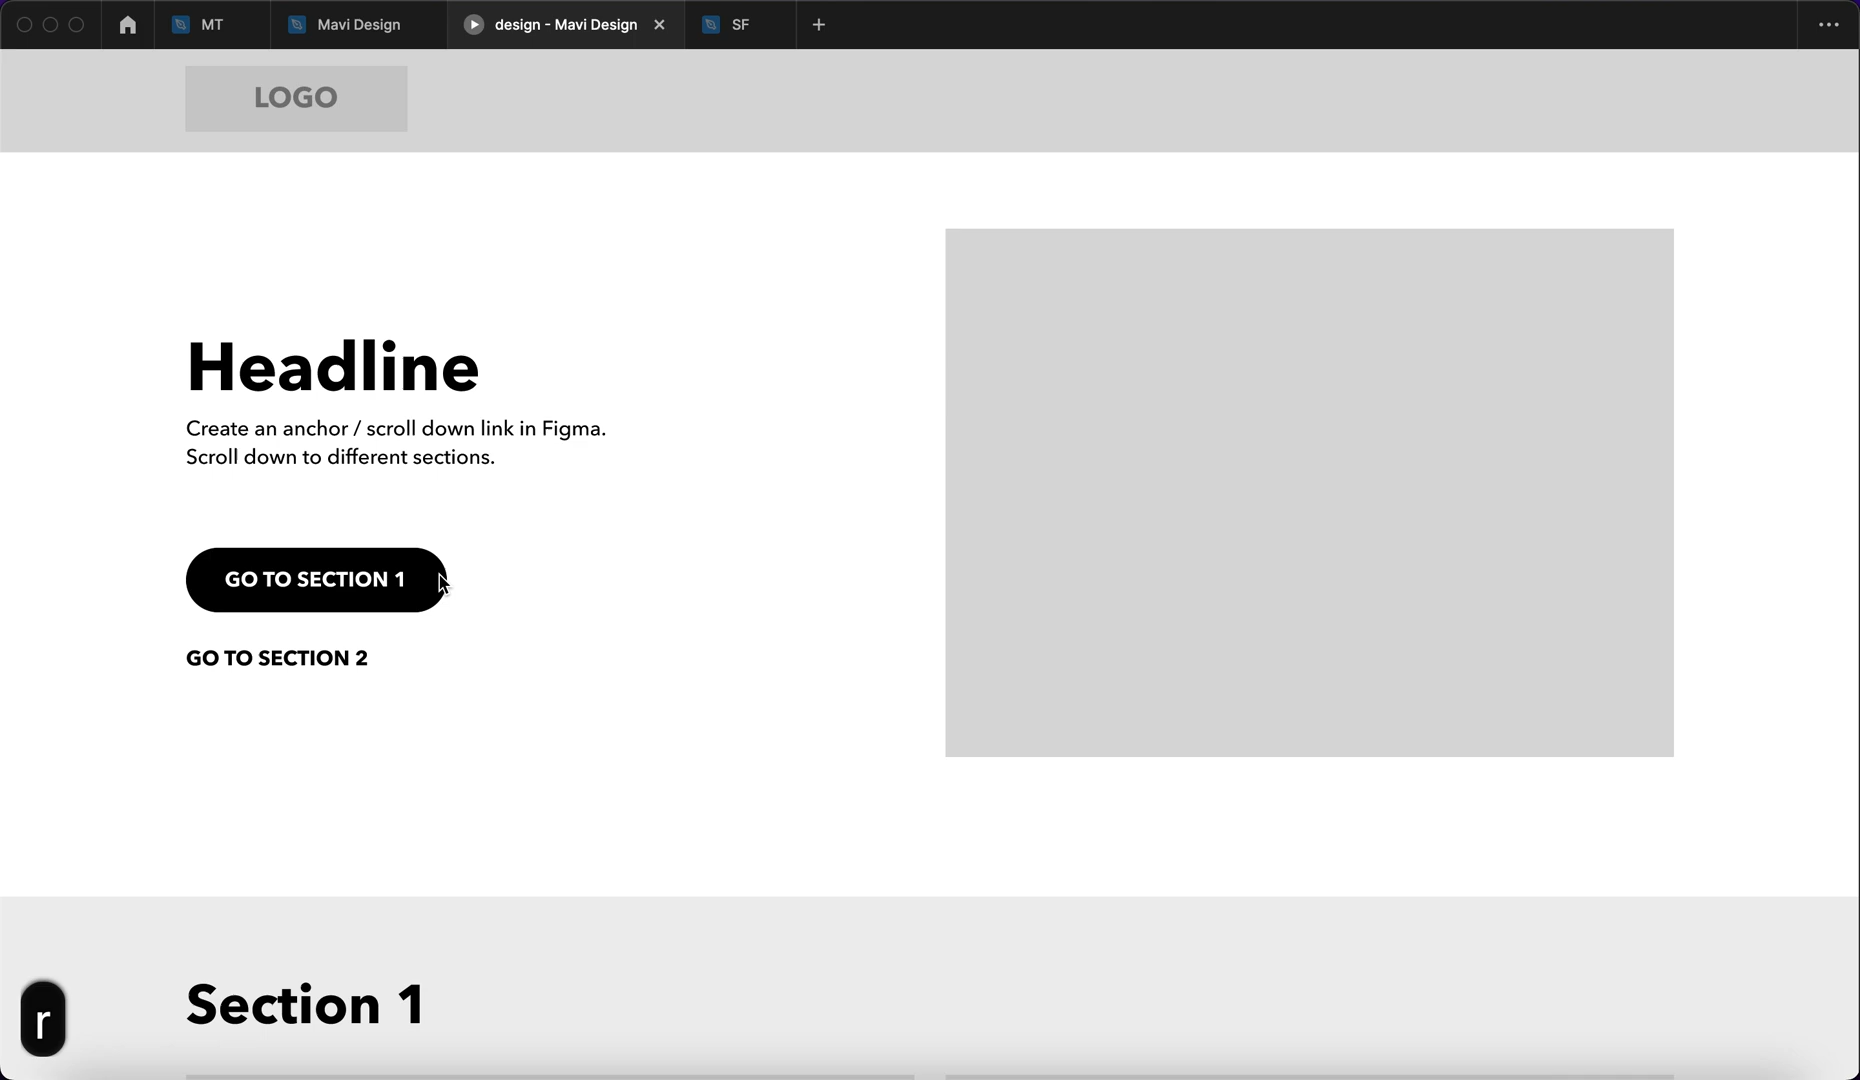 MT
Mavi Design
design - Mavi Design
SF
LOGO
Headline
Create an anchor / scroll down link in Figma.
Scroll down to different sections.
GO TO SECTION 1
GO TO SECTION 2
Section 1
r